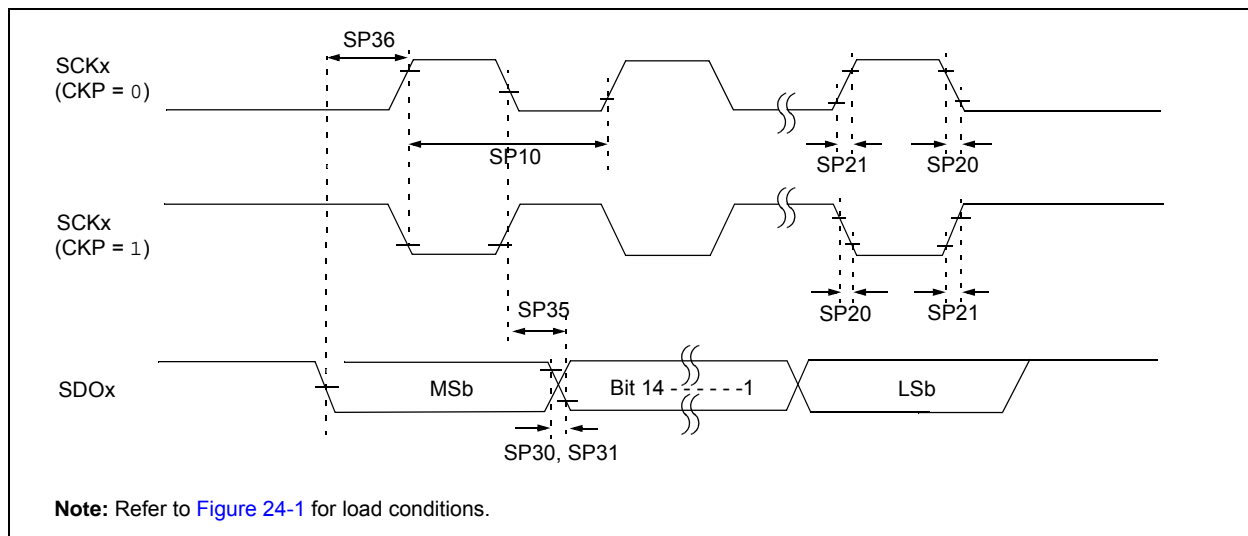 SP36
SCKx
(CKP = 0)
SP10
SP21
SP20
SCKx
(CKP = 1)
SP35
SP20
SP21
SDOx
MSb
Bit 14 - - - - - -1
LSb
SP30, SP31
Note: Refer to Figure 24-1 for load conditions.